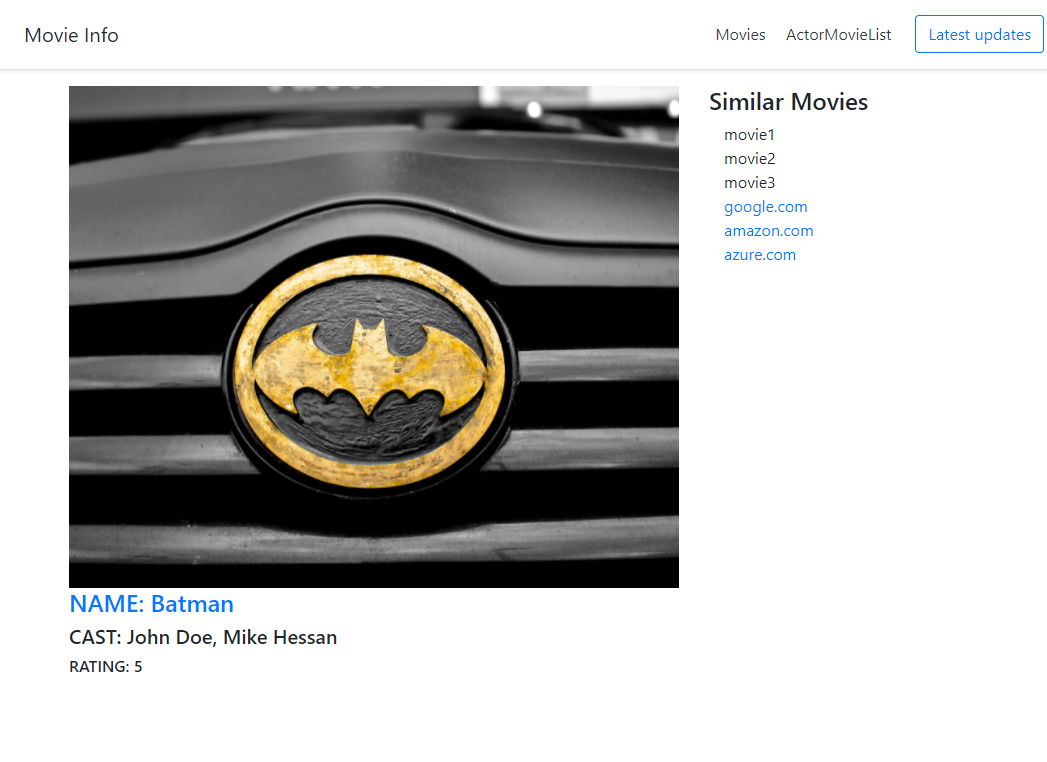 Movie Info
Movies
ActorMovieList
Latest updates
Similar Movies
movie1
movie2
movie3
google.com
amazon.com
azure.com
NAME: Batman
CAST: John Doe, Mike Hessan
RATING: 5